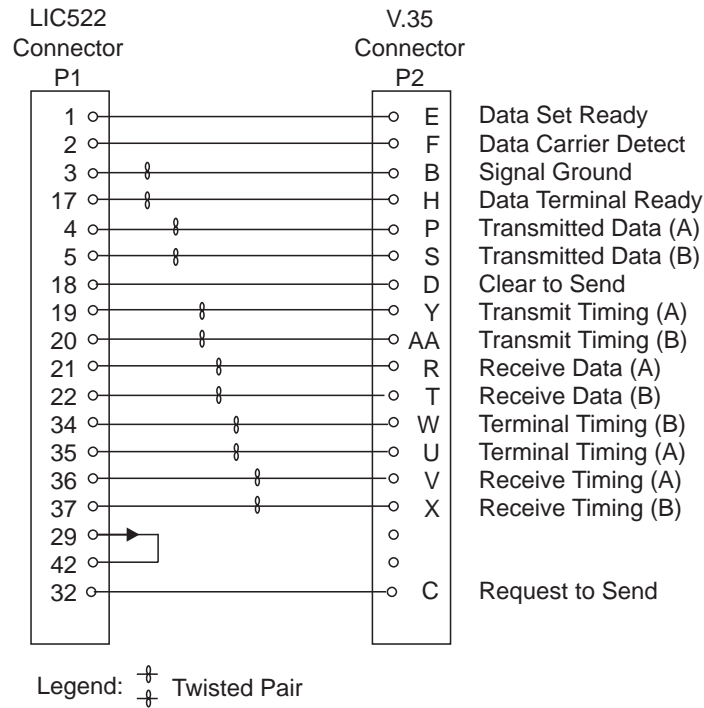 LIC522 V.35
Connector Connector
P1 P2
1 E Data Set Ready
2 F Data Carrier Detect
3 B Signal Ground
17 H Data Terminal Ready
4 P Transmitted Data (A)
5 S Transmitted Data (B)
18 D Clear to Send
19 Y Transmit Timing (A)
20 AA Transmit Timing (B)
21 R Receive Data (A)
22 T Receive Data (B)
34 W Terminal Timing (B)
35 U Terminal Timing (A)
36 V Receive Timing (A)
37 X Receive Timing (B)
29
42
32 C Request to Send
Legend: Twisted Pair